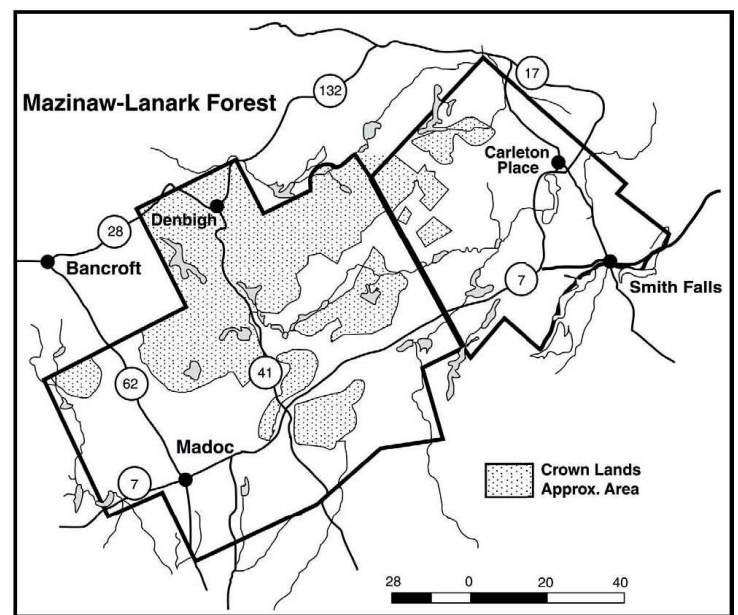 17
132
Mazinaw-Lanark Forest
Carleton
Place
Denbigh
28
Bancroft
7
Smith Falls
41
62
Madoc
7
Crown Lands
Approx. Area
28 0 20 40